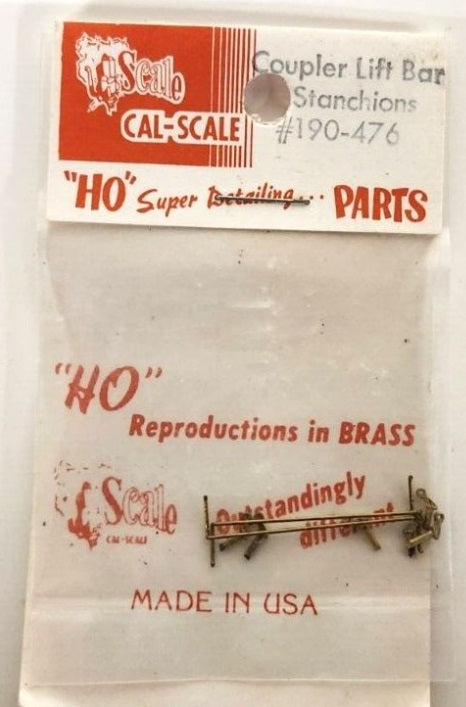 Scale
CAL-SCALE
Coupler Lift Bar
Stanchions
#190-476
"HO" Super Detailing... PARTS
"HO"
Reproductions in BRASS
Scale
CAL-SCALE
Outstandingly
different
MADE IN USA